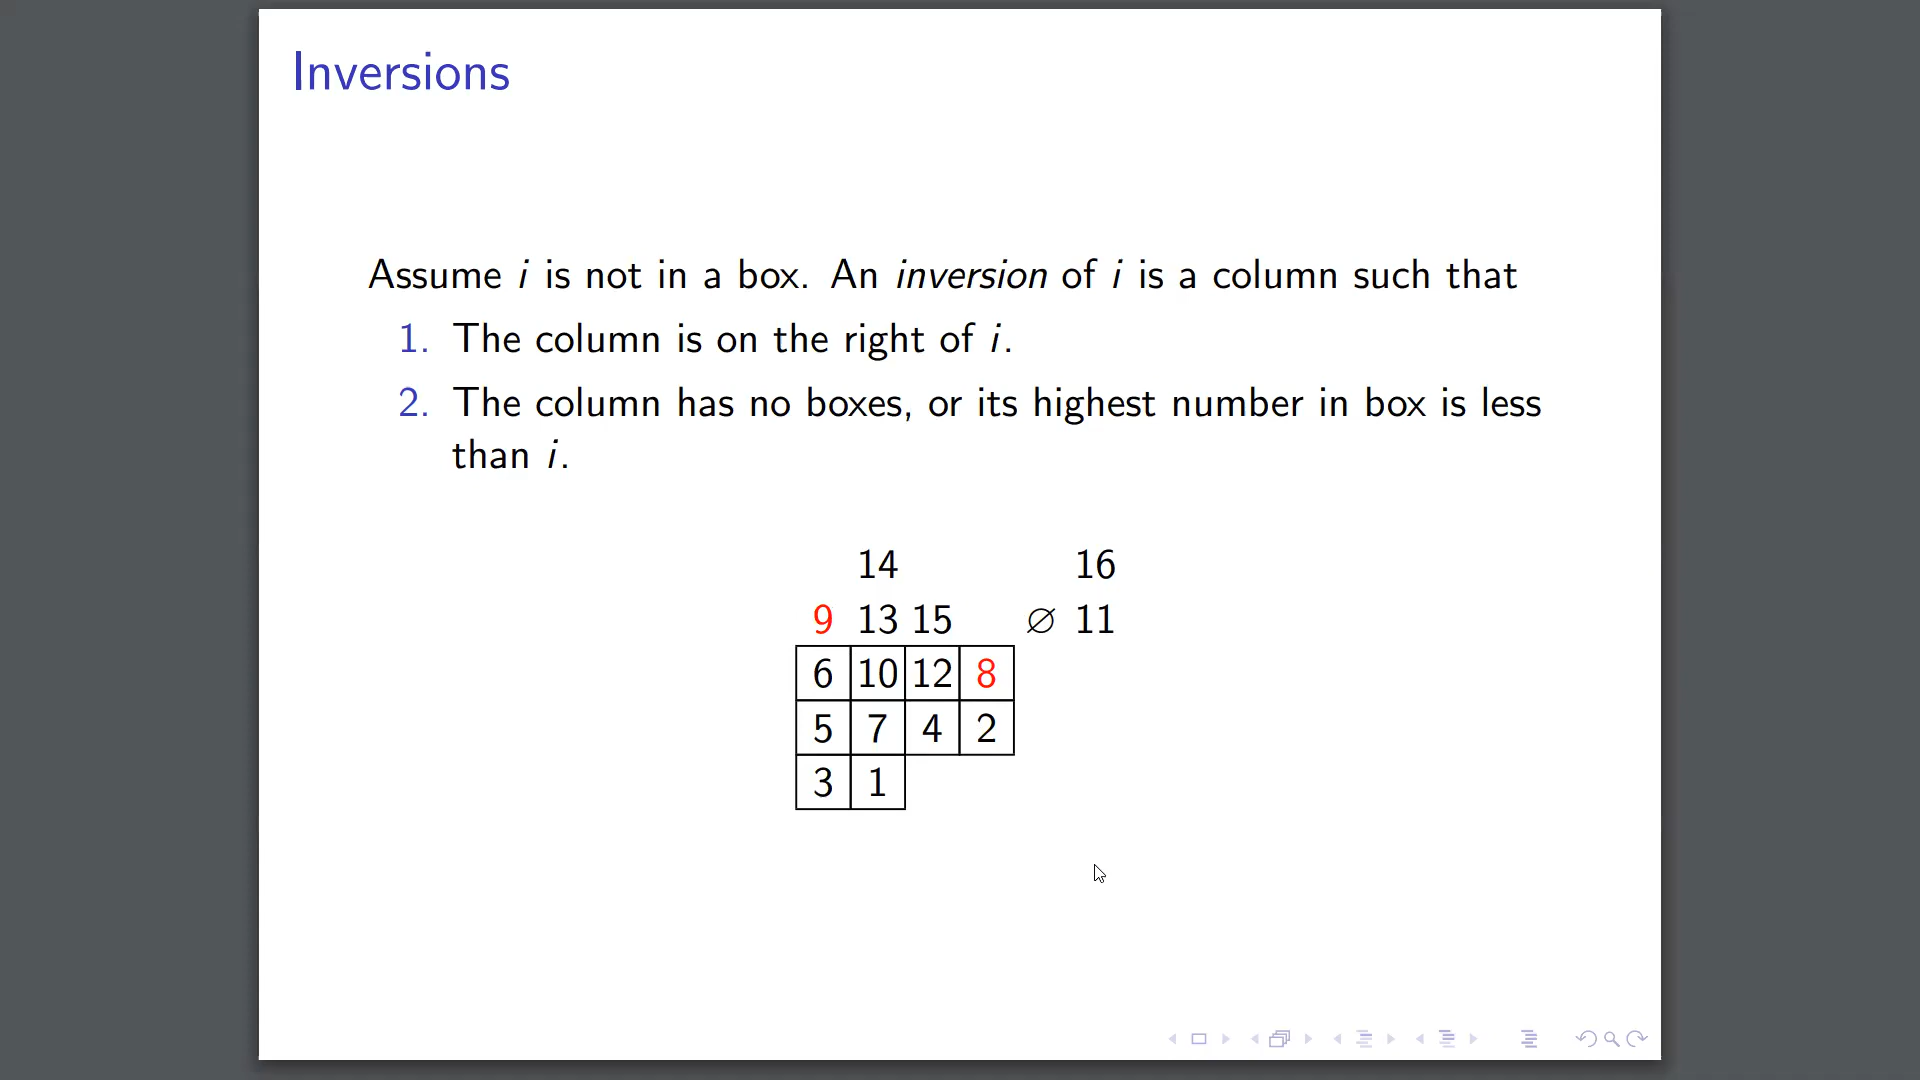 Inversions
Assume i is not in a box. An inversion of i is a column such that
1. The column is on the right of i.
2. The column has no boxes, or its highest number in box is less
than i.
14 16
9 13 15 ∅ 11
6 10 12 8
5 7 4 2
3 1